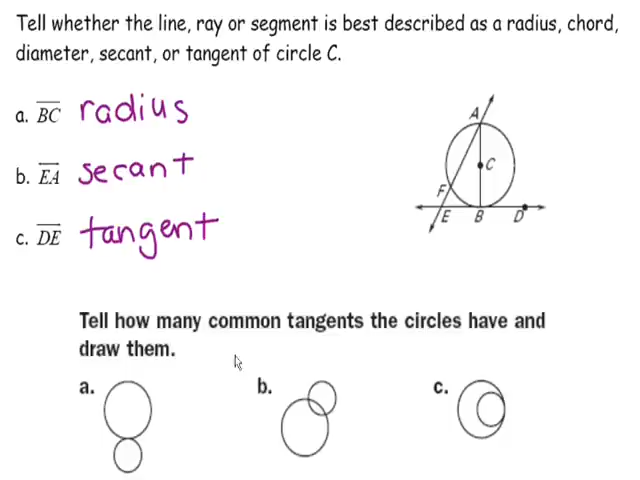 Tell whether the line, ray or segment is best described as a radius, chord,
diameter, secant, or tangent of circle C.
a. BC radius
A
b. EA secant
C
F
c. DE tangent
E B D
Tell how many common tangents the circles have and
draw them.
a. b. c.